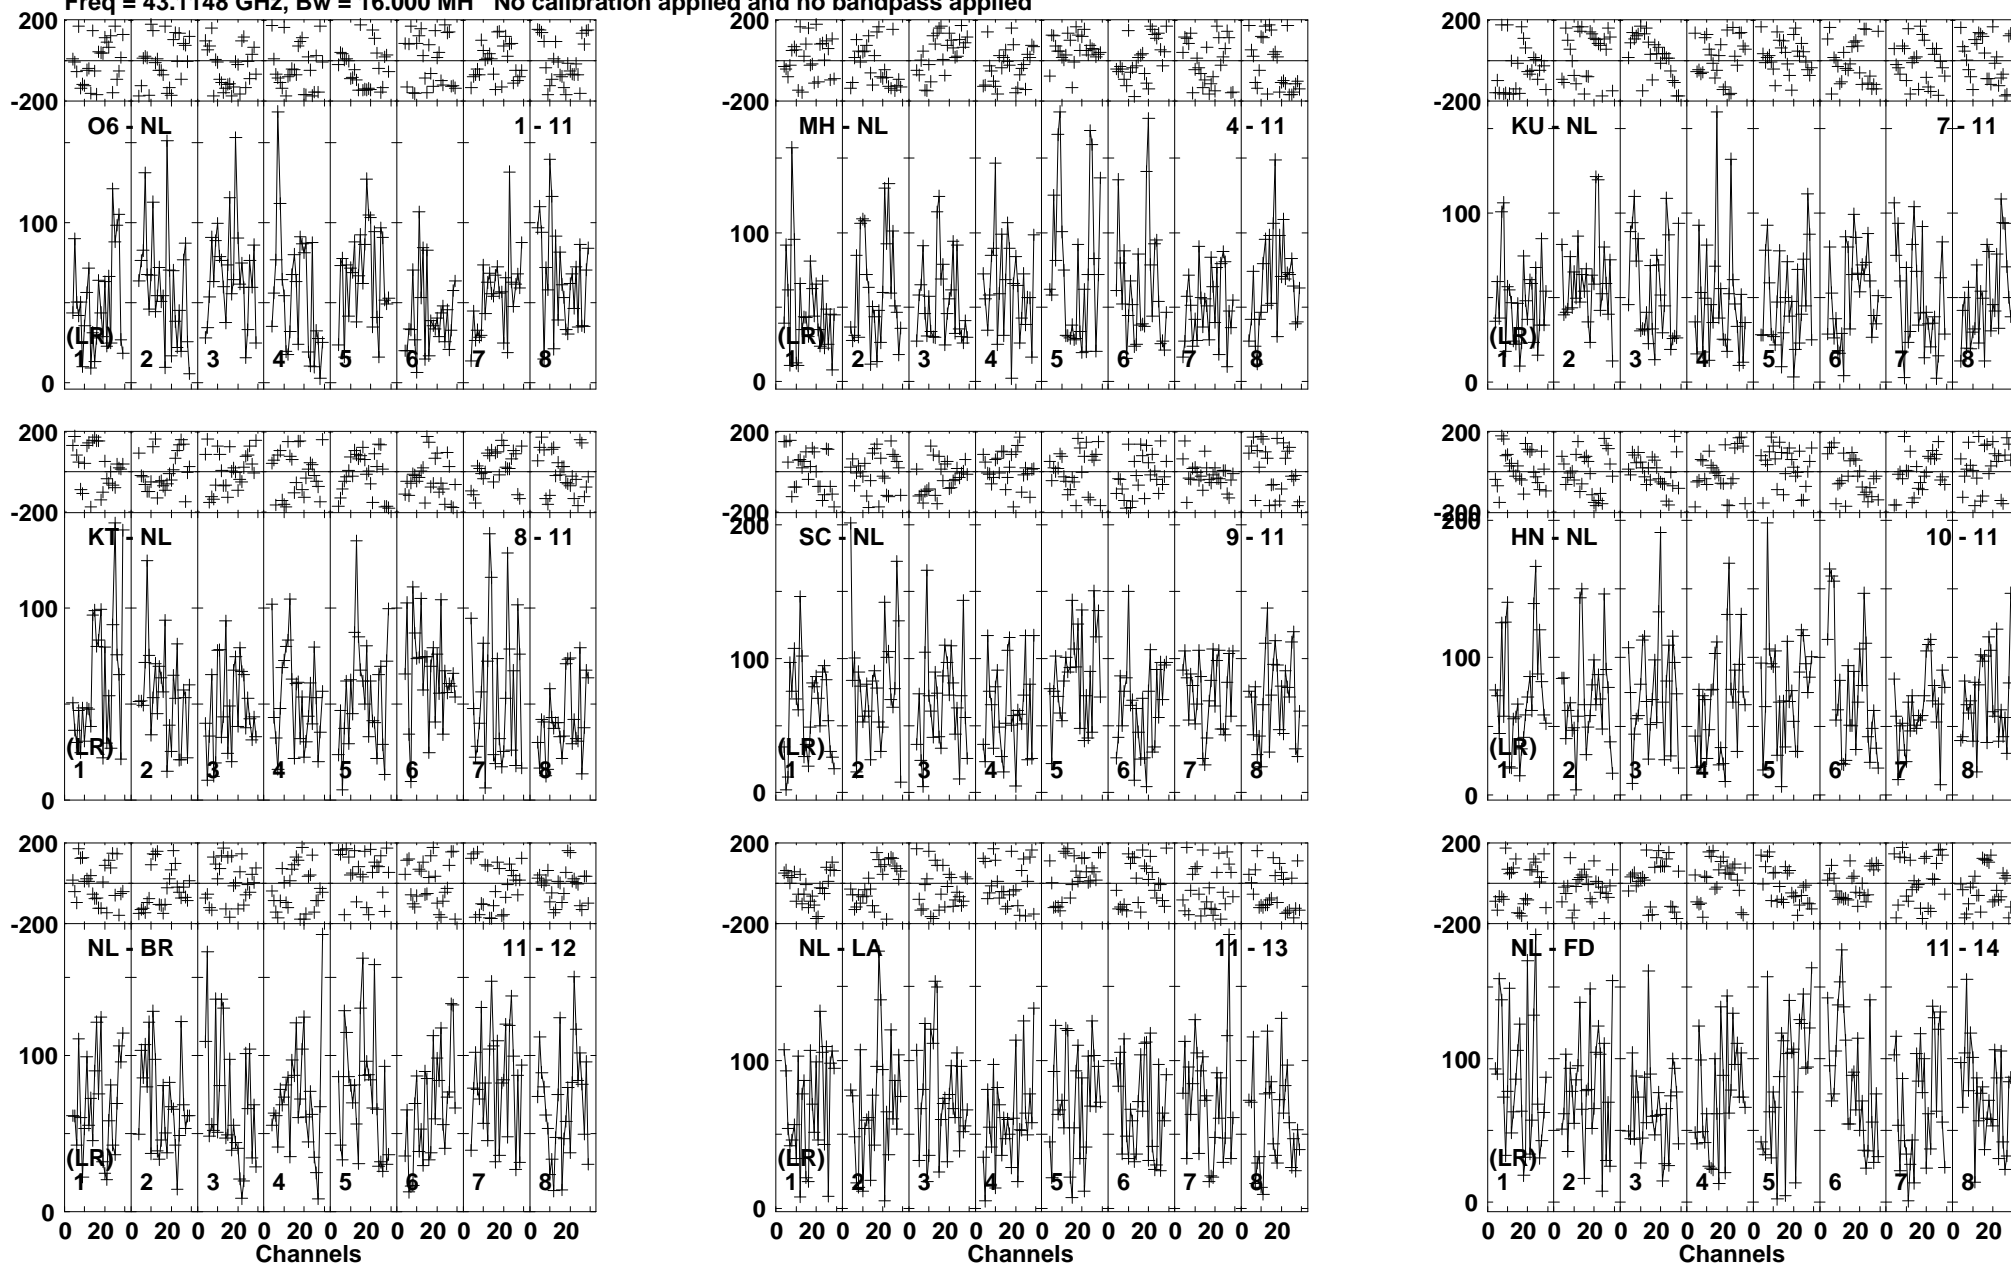 Freq = 43.1148 GHz, Bw = 16.000 MH No calibration applied and no bandpass applied
200 200 200
-200 -200 -200
O6 - NL 1 - 11 MH - NL 4 - 11 KU - NL 7 - 11
100 100 100
(LR) (LR) (LR)
1 2 3 4 5 6 7 8 1 2 3 4 5 6 7 8 1 2 3 4 5 6 7 8
0 0 0
200 200 200
-200 -200 -200
200 200
KT - NL 8 - 11 SC - NL 9 - 11 HN - NL 10 - 11
100 100 100
(LR) (LR) (LR)
1 2 3 4 5 6 7 8 1 2 3 4 5 6 7 8 1 2 3 4 5 6 7 8
0 0 0
200 200 200
-200 -200 -200
NL - BR 11 - 12 NL - LA 11 - 13 NL - FD 11 - 14
100 100 100
(LR) (LR) (LR)
1 2 3 4 5 6 7 8 1 2 3 4 5 6 7 8 1 2 3 4 5 6 7 8
0 0 0
0 20 0 20 0 20 0 20 0 20 0 20 0 20 0 20 0 20 0 20 0 20 0 20 0 20 0 20 0 20 0 20 0 20 0 20 0 20 0 20 0 20 0 20 0 20 0 20
Channels Channels Channels